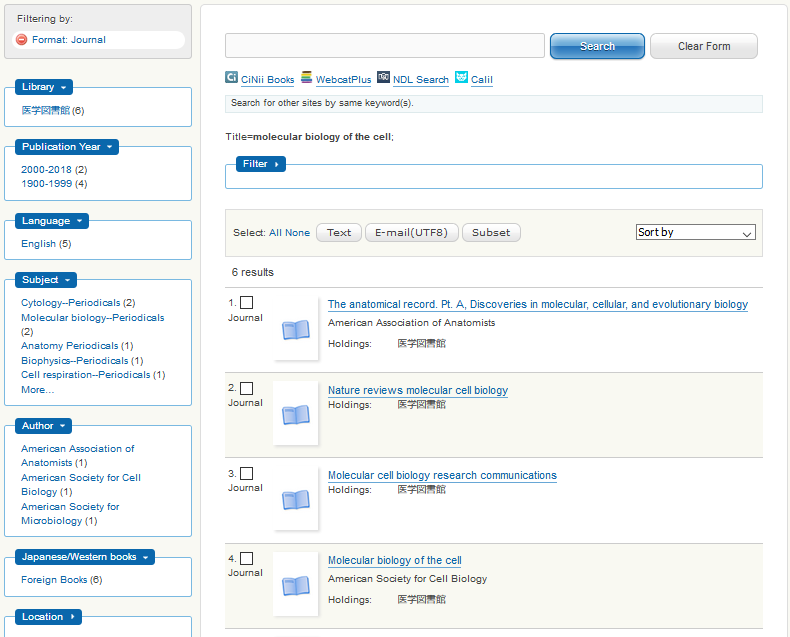 Filtering by:
Format: Journal
Library
医学図書館 (6)
Publication Year
2000-2018 (2)
1900-1999 (4)
Language
English (5)
Subject
Cytology--Periodicals (2)
Molecular biology--Periodicals
(2)
Anatomy Periodicals (1)
Biophysics--Periodicals (1)
Cell respiration--Periodicals (1)
More...
Author
American Association of
Anatomists (1)
American Society for Cell
Biology (1)
American Society for
Microbiology (1)
Japanese/Western books
Foreign Books (6)
Location
Search
Clear Form
CiNii Books WebcatPlus NDL Search Calil
Search for other sites by same keyword(s).
Title=molecular biology of the cell;
Filter
Select: All None Text E-mail(UTF8) Subset Sort by
6 results
1.
Journal
The anatomical record. Pt. A, Discoveries in molecular, cellular, and evolutionary biology
American Association of Anatomists
Holdings: 医学図書館
2.
Journal
Nature reviews molecular cell biology
Holdings: 医学図書館
3.
Journal
Molecular cell biology research communications
Holdings: 医学図書館
4.
Journal
Molecular biology of the cell
American Society for Cell Biology
Holdings: 医学図書館